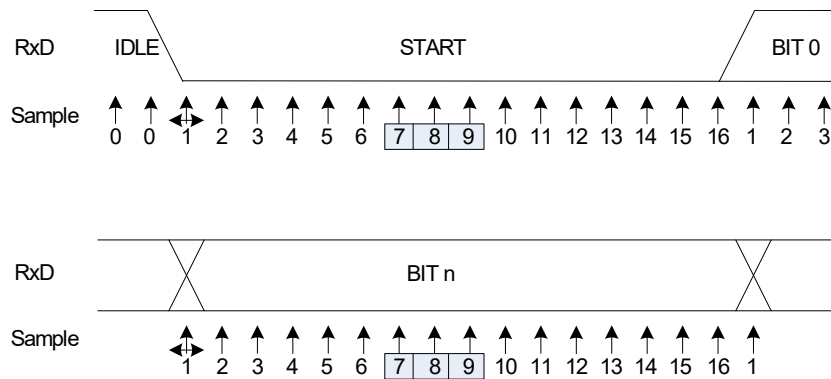 RxD IDLE START BIT 0
Sample
0 0 1 2 3 4 5 6 7 8 9 10 11 12 13 14 15 16 1 2 3
RxD BIT n
Sample
1 2 3 4 5 6 7 8 9 10 11 12 13 14 15 16 1